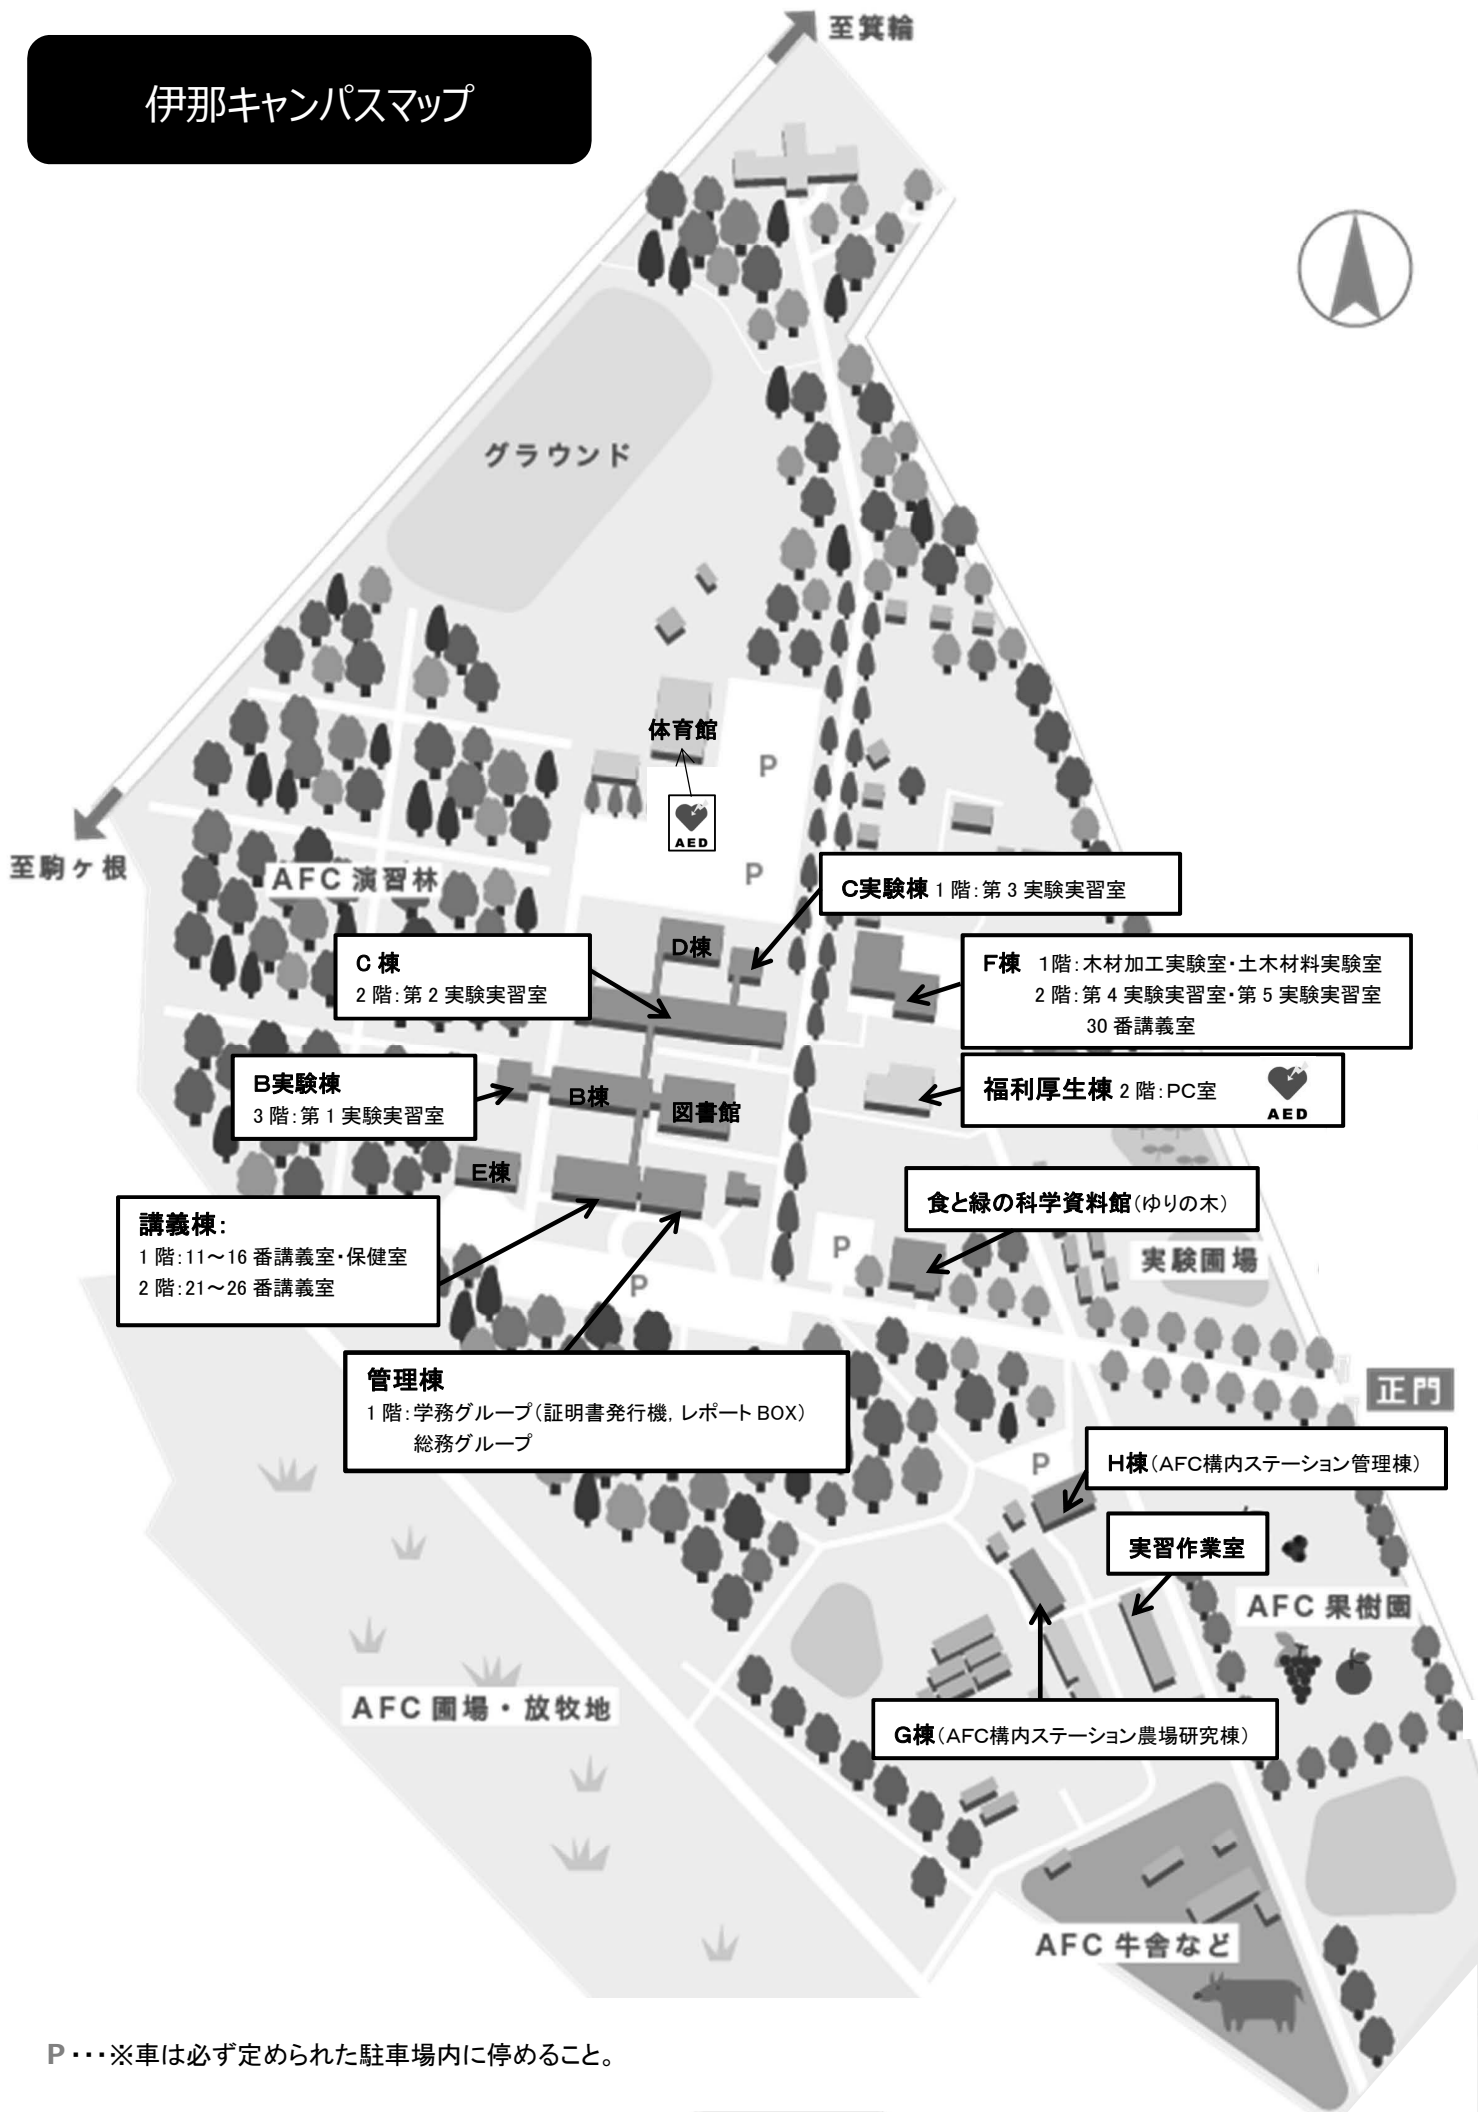 至箕輪
伊那キャンパスマップ
グラウンド
体育館
P
AED
至駒ヶ根
AFC 演習林
P
C実験棟 1階:第3実験実習室
D棟
C棟
2階:第2実験実習室
F棟 1階:木材加工実験室・土木材料実験室
2階:第4実験実習室・第5実験実習室
30番講義室
B実験棟
3階:第1実験実習室
B棟
図書館
福利厚生棟 2階:PC室
AED
E棟
食と緑の科学資料館(ゆりの木)
講義棟:
1階:11～16番講義室・保健室
2階:21～26番講義室
P
実験圃場
P
管理棟
1階:学務グループ(証明書発行機, レポートBOX)
総務グループ
正門
P
H棟(AFC構内ステーション管理棟)
実習作業室
AFC 果樹園
AFC 圃場・放牧地
G棟(AFC構内ステーション農場研究棟)
AFC 牛舎など
P・・・※車は必ず定められた駐車場内に停めること。